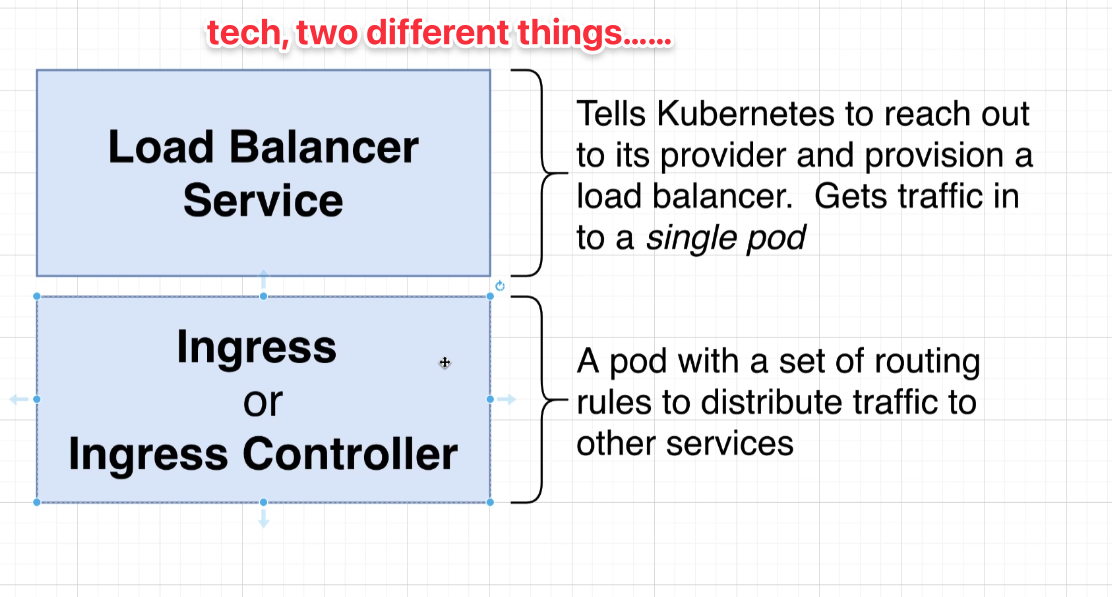 tech, two different things......
Load Balancer
Service
Tells Kubernetes to reach out
to its provider and provision a
load balancer.  Gets traffic in
to a single pod
Ingress
or
Ingress Controller
A pod with a set of routing
rules to distribute traffic to
other services